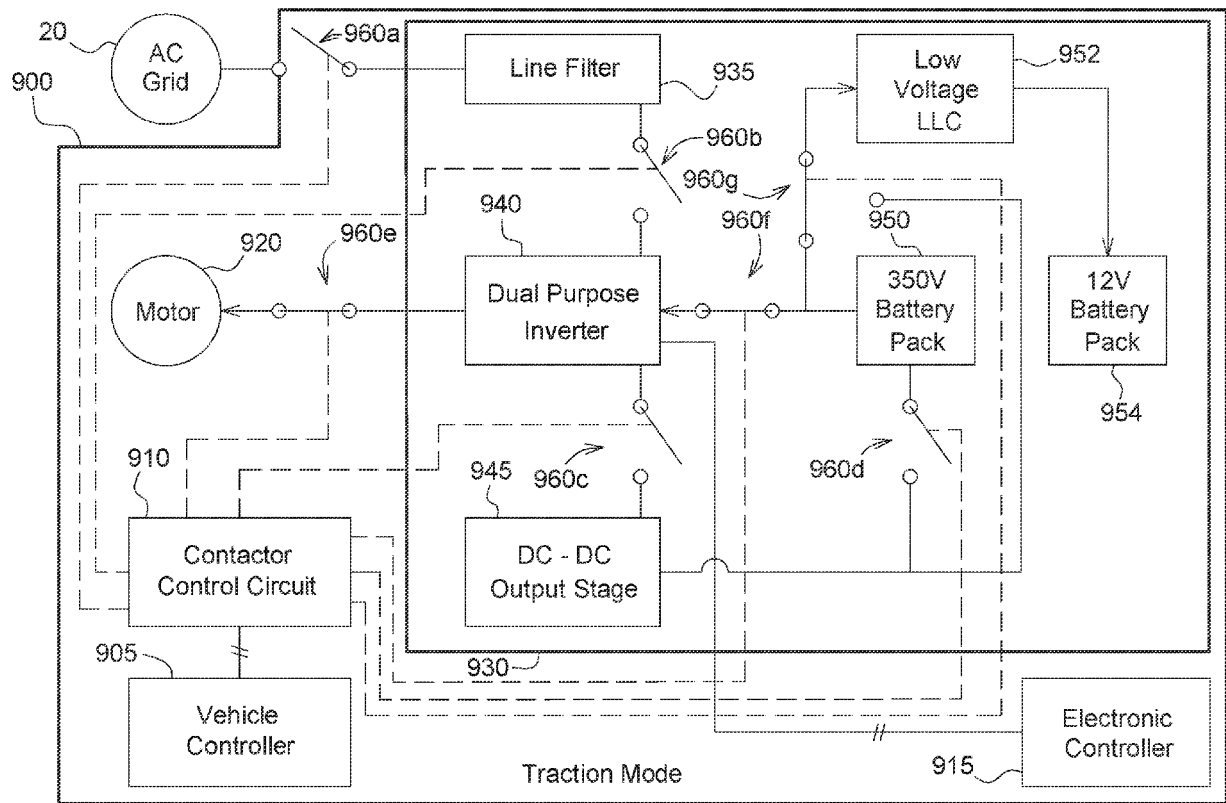 20
AC
Grid
960a
Line Filter
935
Low
Voltage
LLC
952
900
960b
960g
940
960f
950
920
960e
Motor
Dual Purpose
Inverter
350V
Battery
Pack
12V
Battery
Pack
954
910
960c
945
960d
Contactor
Control Circuit
DC - DC
Output Stage
905
930
Vehicle
Controller
Electronic
Controller
915
Traction Mode